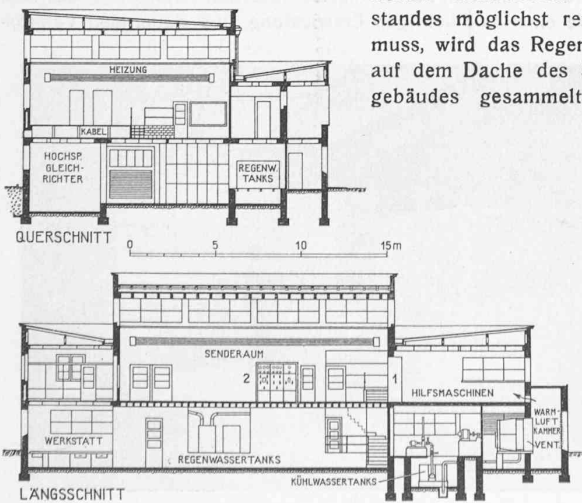 standes möglichst re
muss, wird das Reger
auf dem Dache des
gebäudes gesammelt
HEIZUNG
KABEL
HOCHSP.
GLEICH-
RICHTER
REGENW.
TANKS
QUERSCHNITT
0 5 10 15m
SENDERAUM
2
1
HILFSMASCHINEN
WERKSTATT
REGENWASSERTANKS
WARM-
LUFT
KAMMER
VENT.
KÜHLWASSERTANKS
LÄNGSSCHNITT